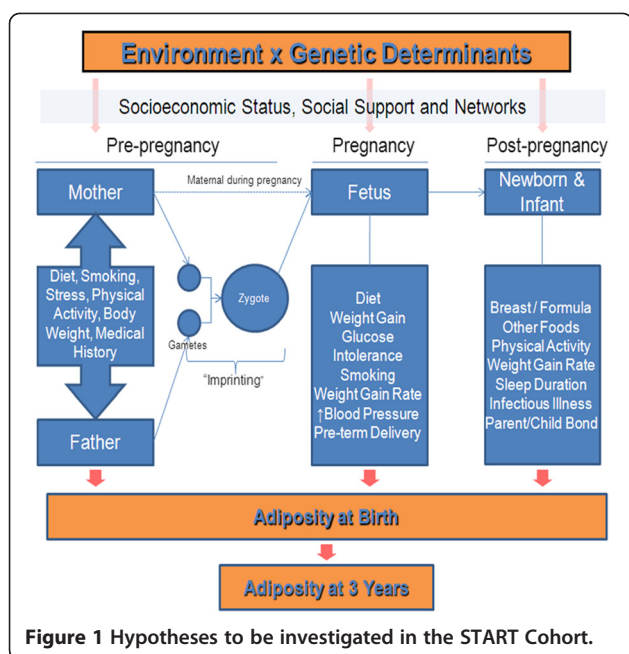 Environment x Genetic Determinants
Socioeconomic Status, Social Support and Networks
Pre-pregnancy
Pregnancy
Post-pregnancy
Mother
Maternal during pregnancy
Fetus
Newborn &
Infant
Diet, Smoking,
Stress, Physical
Activity, Body
Weight, Medical
History
Gametes
Zygote
"Imprinting"
Father
Diet
Weight Gain
Glucose
Intolerance
Smoking
Weight Gain Rate
↑Blood Pressure
Pre-term Delivery
Breast / Formula
Other Foods
Physical Activity
Weight Gain Rate
Sleep Duration
Infectious Illness
Parent/Child Bond
Adiposity at Birth
Adiposity at 3 Years
Figure 1 Hypotheses to be investigated in the START Cohort.